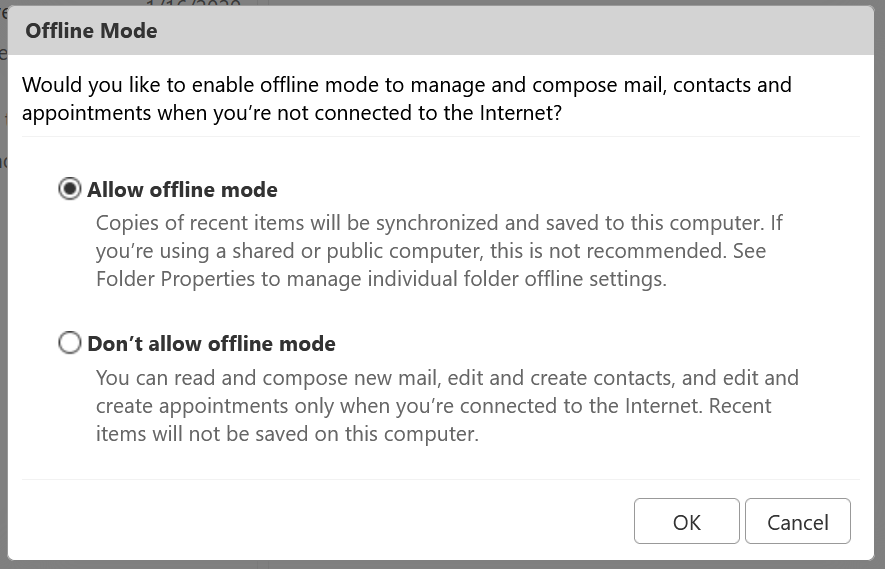 Offline Mode
Would you like to enable offline mode to manage and compose mail, contacts and
appointments when you’re not connected to the Internet?
Allow offline mode
Copies of recent items will be synchronized and saved to this computer. If
you’re using a shared or public computer, this is not recommended. See
Folder Properties to manage individual folder offline settings.
Don’t allow offline mode
You can read and compose new mail, edit and create contacts, and edit and
create appointments only when you’re connected to the Internet. Recent
items will not be saved on this computer.
OK Cancel